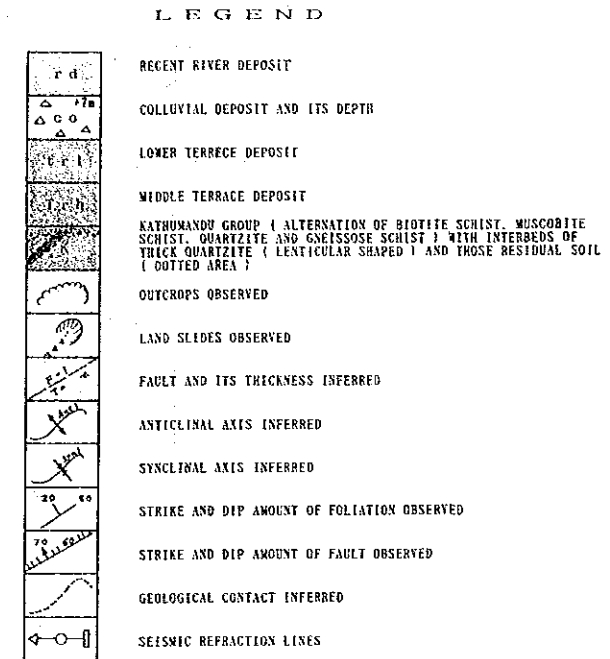 LEGEND
rd
RECENT RIVER DEPOSIT
CO
COLLUVIAL DEPOSIT AND ITS DEPTH
trl
LOWER TERRECE DEPOSIT
trh
MIDDLE TERRACE DEPOSIT
KATHUMANDU GROUP ( ALTERNATION OF BIOTITE SCHIST. MUSCOBITE
SCHIST. QUARTZITE AND GNEISSOSE SCHIST ) WITH INTERBEDS OF
THICK QUARTZITE ( LENTICULAR SHAPED ) AND THOSE RESIDUAL SOIL
( DOTTED AREA )
OUTCROPS OBSERVED
LAND SLIDES OBSERVED
F-1
FAULT AND ITS THICKNESS INFERRED
ANTICLINAL AXIS INFERRED
SYNCLINAL AXIS INFERRED
20 60
STRIKE AND DIP AMOUNT OF FOLIATION OBSERVED
70 60
STRIKE AND DIP AMOUNT OF FAULT OBSERVED
GEOLOGICAL CONTACT INFERRED
SEISMIC REFRACTION LINES